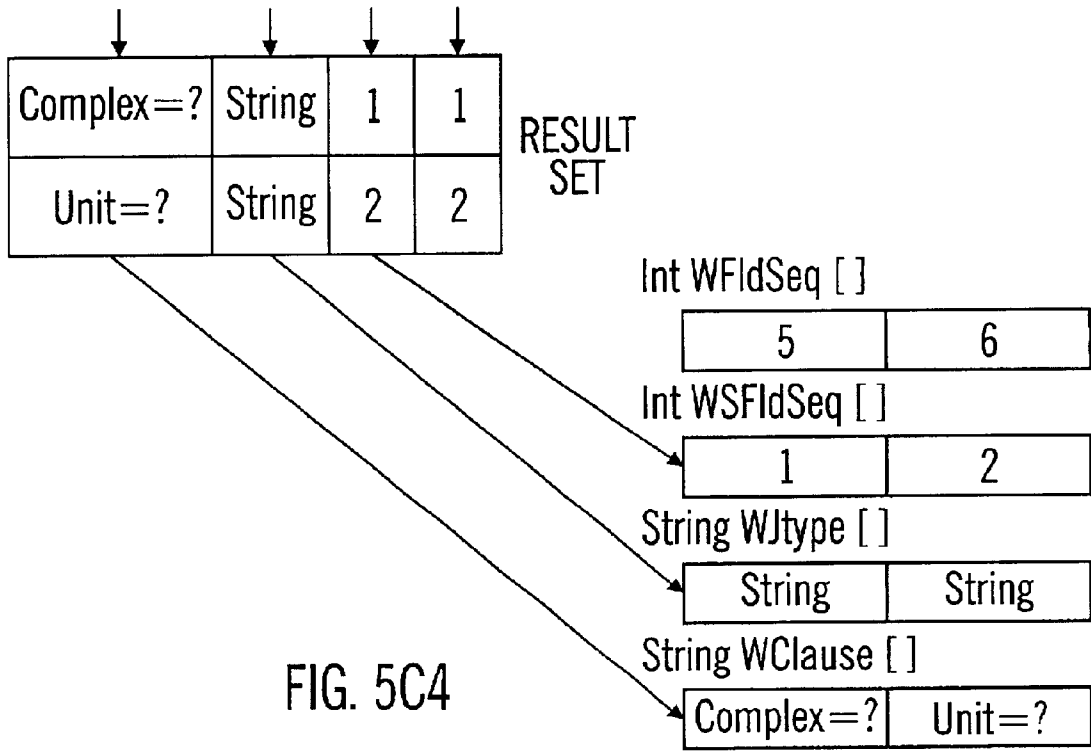 Complex=? String 1 1
Unit=? String 2 2
RESULT
SET
Int WFldSeq [ ]
5 6
Int WSFldSeq [ ]
1 2
String WJtype [ ]
String String
String WClause [ ]
Complex=? Unit=?
FIG. 5C4